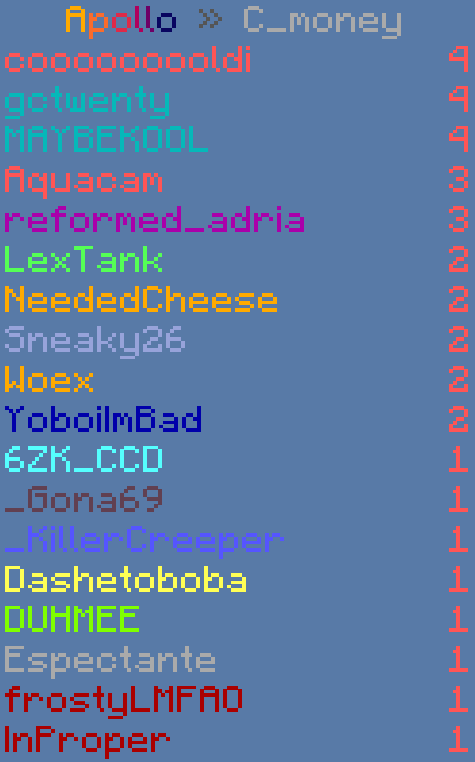 Apollo » C_money
cooooooooldi 4
gctwenty 4
MAYBEKOOL 4
Aquacam 3
reformed_adria 3
LexTank 2
NeededCheese 2
Sneaky26 2
Woex 2
YoboiImBad 2
6ZK_CCD 1
_Gona69 1
_KillerCreeper 1
Dashetoboba 1
DUHMEE 1
Espectante 1
frostyLMFAO 1
InProper 1